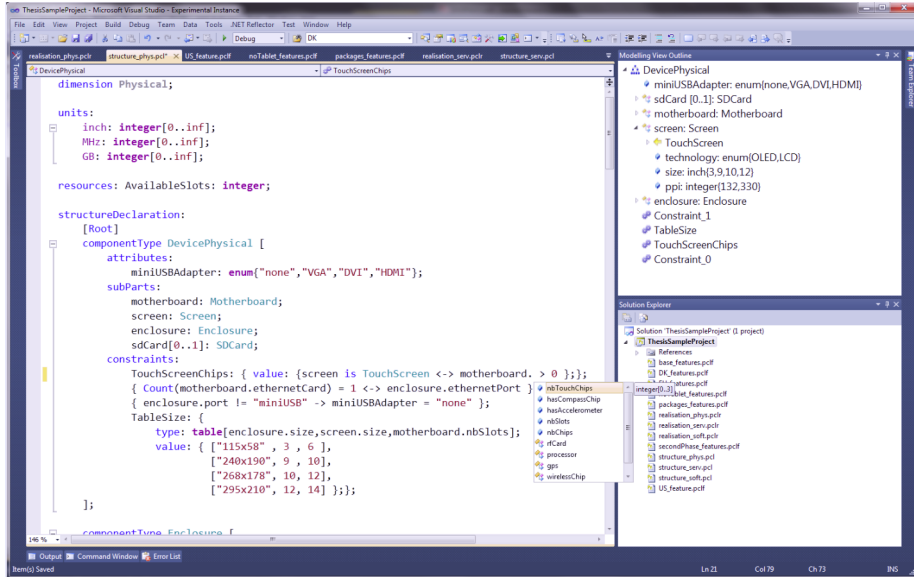 ThesisSampleProject - Microsoft Visual Studio - Experimental Instance
File Edit View Project Build Debug Team Data Tools .NET Reflector Test Window Help
Debug DK
realisation_phys.pclr structure_phys.pcl* X US_feature.pclf noTablet_features.pclf packages_features.pclf realisation_serv.pclr structure_serv.pcl
DevicePhysical TouchScreenChips
Toolbox
dimension Physical;
units:
inch: integer[0..inf];
MHz: integer[0..inf];
GB: integer[0..inf];
resources: AvailableSlots: integer;
structureDeclaration:
[Root]
componentType DevicePhysical [
attributes:
miniUSBAdapter: enum{"none","VGA","DVI","HDMI"};
subParts:
motherboard: Motherboard;
screen: Screen;
enclosure: Enclosure;
sdCard[0..1]: SDCard;
constraints:
TouchScreenChips: { value: {screen is TouchScreen <-> motherboard. > 0 };};
{ Count(motherboard.ethernetCard) = 1 <-> enclosure.ethernetPort }
{ enclosure.port != "miniUSB" -> miniUSBAdapter = "none" };
TableSize: {
type: table[enclosure.size,screen.size,motherboard.nbSlots];
value: { ["115x58" , 3 , 6 ],
["240x190", 9 , 10],
["268x178", 10, 12],
["295x210", 12, 14] };};
];
componentType Enclosure [
nbTouchChips
hasCompassChip
hasAccelerometer
nbSlots
nbChips
rfCard
processor
gps
wirelessChip
integer[0..3]
146 %
Modelling View Outline
DevicePhysical
miniUSBAdapter: enum{none,VGA,DVI,HDMI}
sdCard [0..1]: SDCard
motherboard: Motherboard
screen: Screen
TouchScreen
technology: enum{OLED,LCD}
size: inch{3,9,10,12}
ppi: integer{132,330}
enclosure: Enclosure
Constraint_1
TableSize
TouchScreenChips
Constraint_0
Team Explorer
Solution Explorer
Solution 'ThesisSampleProject' (1 project)
ThesisSampleProject
References
base_features.pclf
DK_features.pclf
packages_features.pclf
realisation_phys.pclr
realisation_serv.pclr
realisation_soft.pclr
secondPhase_features.pclf
structure_phys.pcl
structure_serv.pcl
structure_soft.pcl
US_feature.pclf
Output Command Window Error List
Item(s) Saved Ln 21 Col 79 Ch 73 INS